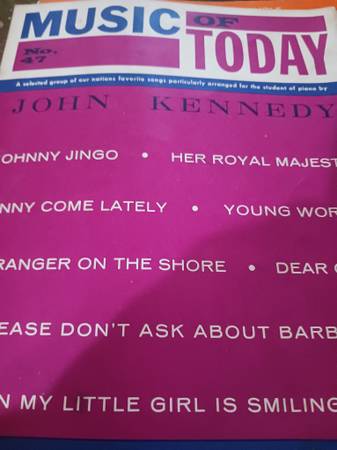 MUSIC OF
No. 47 TODAY
A selected group of our nations favorite songs particularly arranged for the student of piano by
JOHN KENNEDY
OHNNY JINGO • HER ROYAL MAJEST
NNY COME LATELY • YOUNG WOR
RANGER ON THE SHORE • DEAR
EASE DON'T ASK ABOUT BARB
N MY LITTLE GIRL IS SMILING